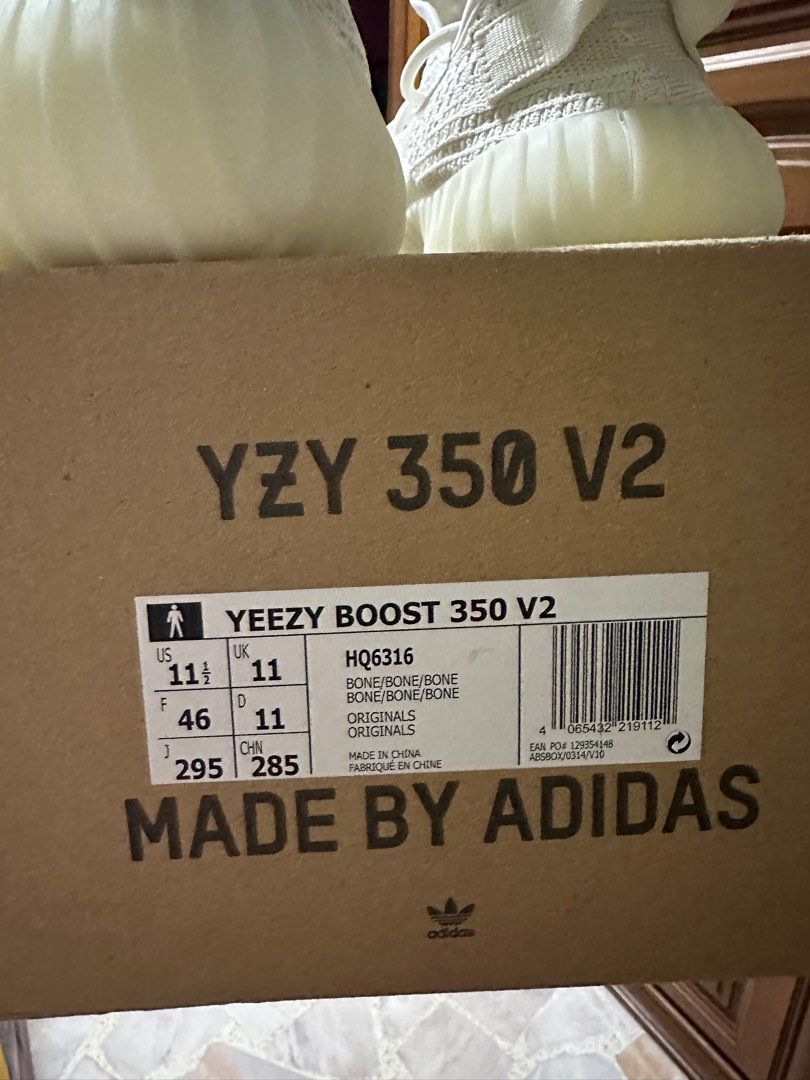 YZY 350 V2
YEEZY BOOST 350 V2
US 11½ UK 11
F 46 D 11
J 295 CHN 285
HQ6316
BONE/BONE/BONE
BONE/BONE/BONE
ORIGINALS
ORIGINALS
MADE IN CHINA
FABRIQUÉ EN CHINE
4 065432 219112
EAN PO# 129354148
ABSBOX/0314/V10
MADE BY ADIDAS
adidas